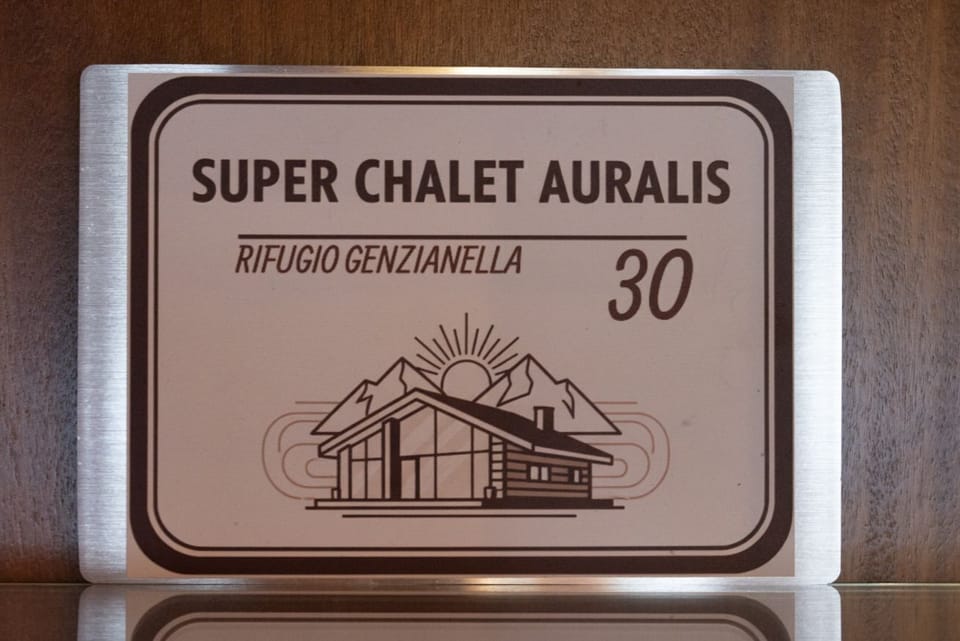 SUPER CHALET AURALIS
RIFUGIO GENZIANELLA
30